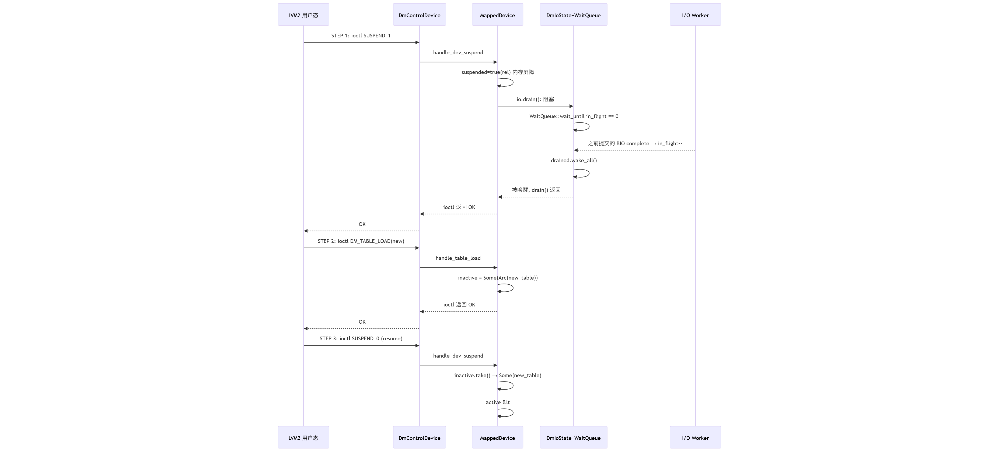 LVM2 用户态
DmControlDevice
MappedDevice
DmIoState+WaitQueue
I/O Worker
STEP 1: ioctl SUSPEND=1
handle_dev_suspend
suspended=true(rel) 内存屏障
io.drain(): 阻塞
WaitQueue::wait_until in_flight == 0
之前提交的 BIO complete → in_flight--
drained.wake_all()
被唤醒, drain() 返回
ioctl 返回 OK
OK
STEP 2: ioctl DM_TABLE_LOAD(new)
handle_table_load
inactive = Some(Arc(new_table))
ioctl 返回 OK
OK
STEP 3: ioctl SUSPEND=0 (resume)
handle_dev_suspend
inactive.take() → Some(new_table)
active &lt
LVM2 用户态
DmControlDevice
MappedDevice
DmIoState+WaitQueue
I/O Worker